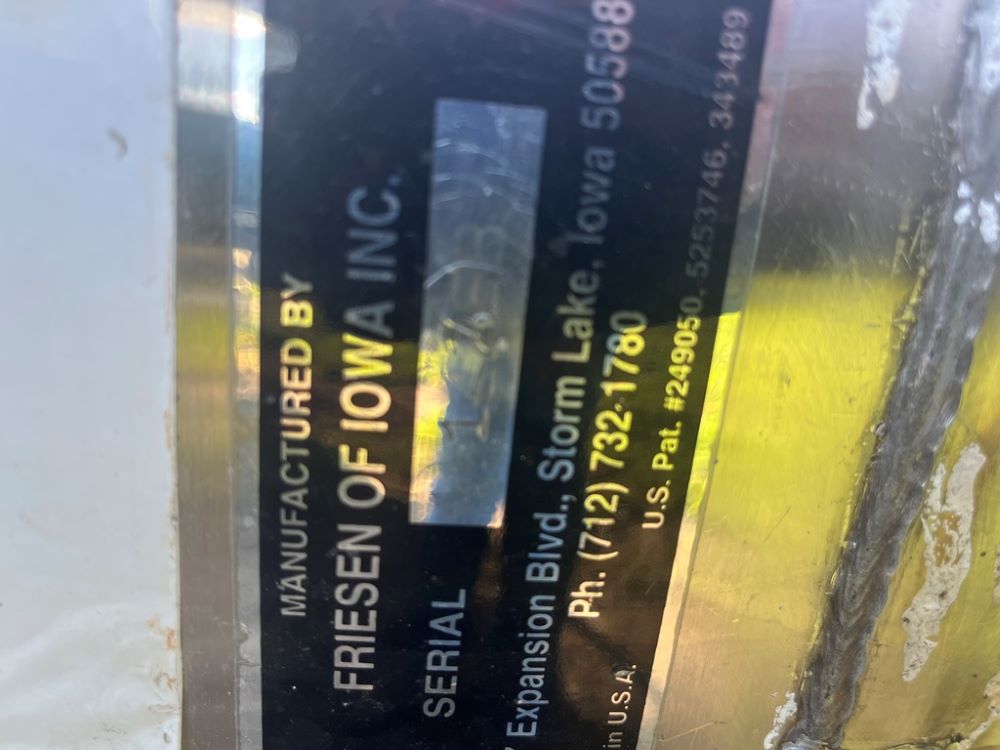 MANUFACTURED BY
FRIESEN OF IOWA INC.
SERIAL
Expansion Blvd., Storm Lake, Iowa 50588
Ph. (712) 732-1780
in U.S.A.
U.S. Pat. #249050, 5253746, 343489